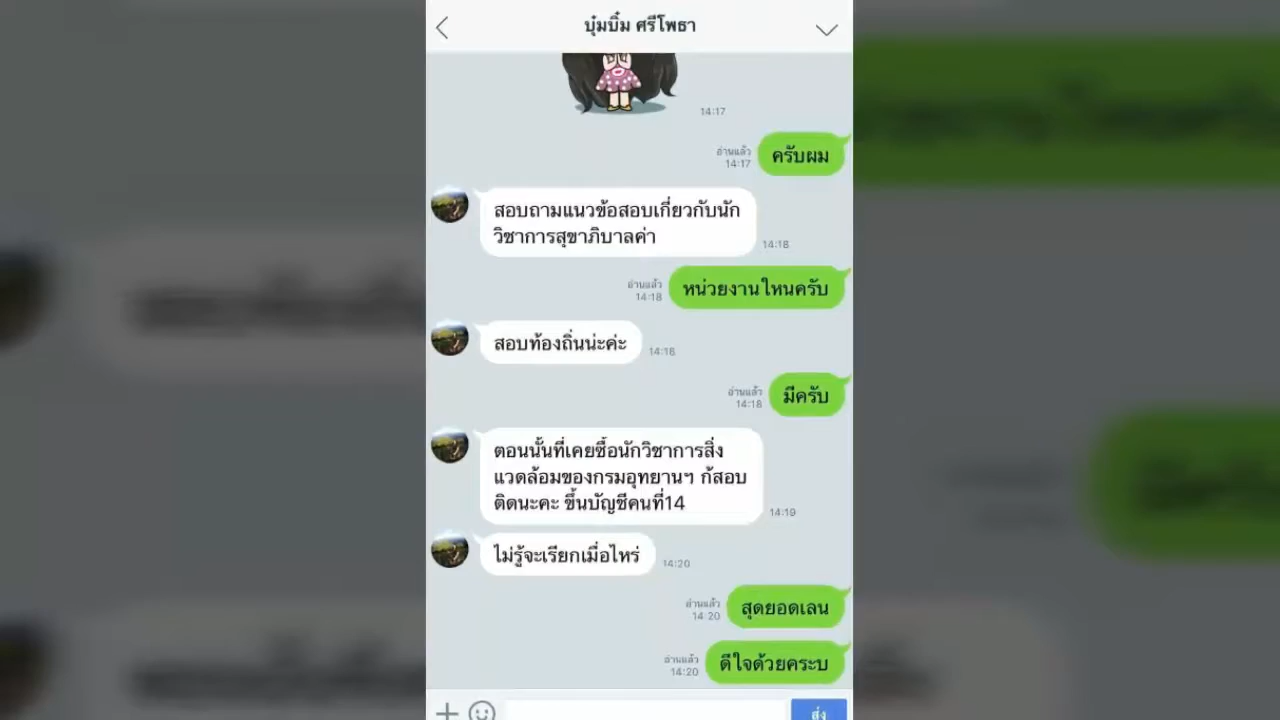 บุ๋มบิ๋ม ศรีโพธา
14:17
ครับผม
อ่านแล้ว
14:17
สอบถามแนวข้อสอบเกี่ยวกับนัก
วิชาการสุขาภิบาลค่า
14:18
หน่วยงานใหนครับ
อ่านแล้ว
14:18
สอบท้องถิ่นน่ะค่ะ
14:18
มีครับ
อ่านแล้ว
14:18
ตอนนั้นที่เคยซื้อนักวิชาการสิ่ง
แวดล้อมของกรมอุทยานฯ ก้สอบ
ติดนะคะ ขึ้นบัญชีคนที่14
14:19
ไม่รู้จะเรียกเมื่อไหร่
14:20
สุดยอดเลน
อ่านแล้ว
14:20
ดีใจด้วยคระบ
อ่านแล้ว
14:20
ส่ง